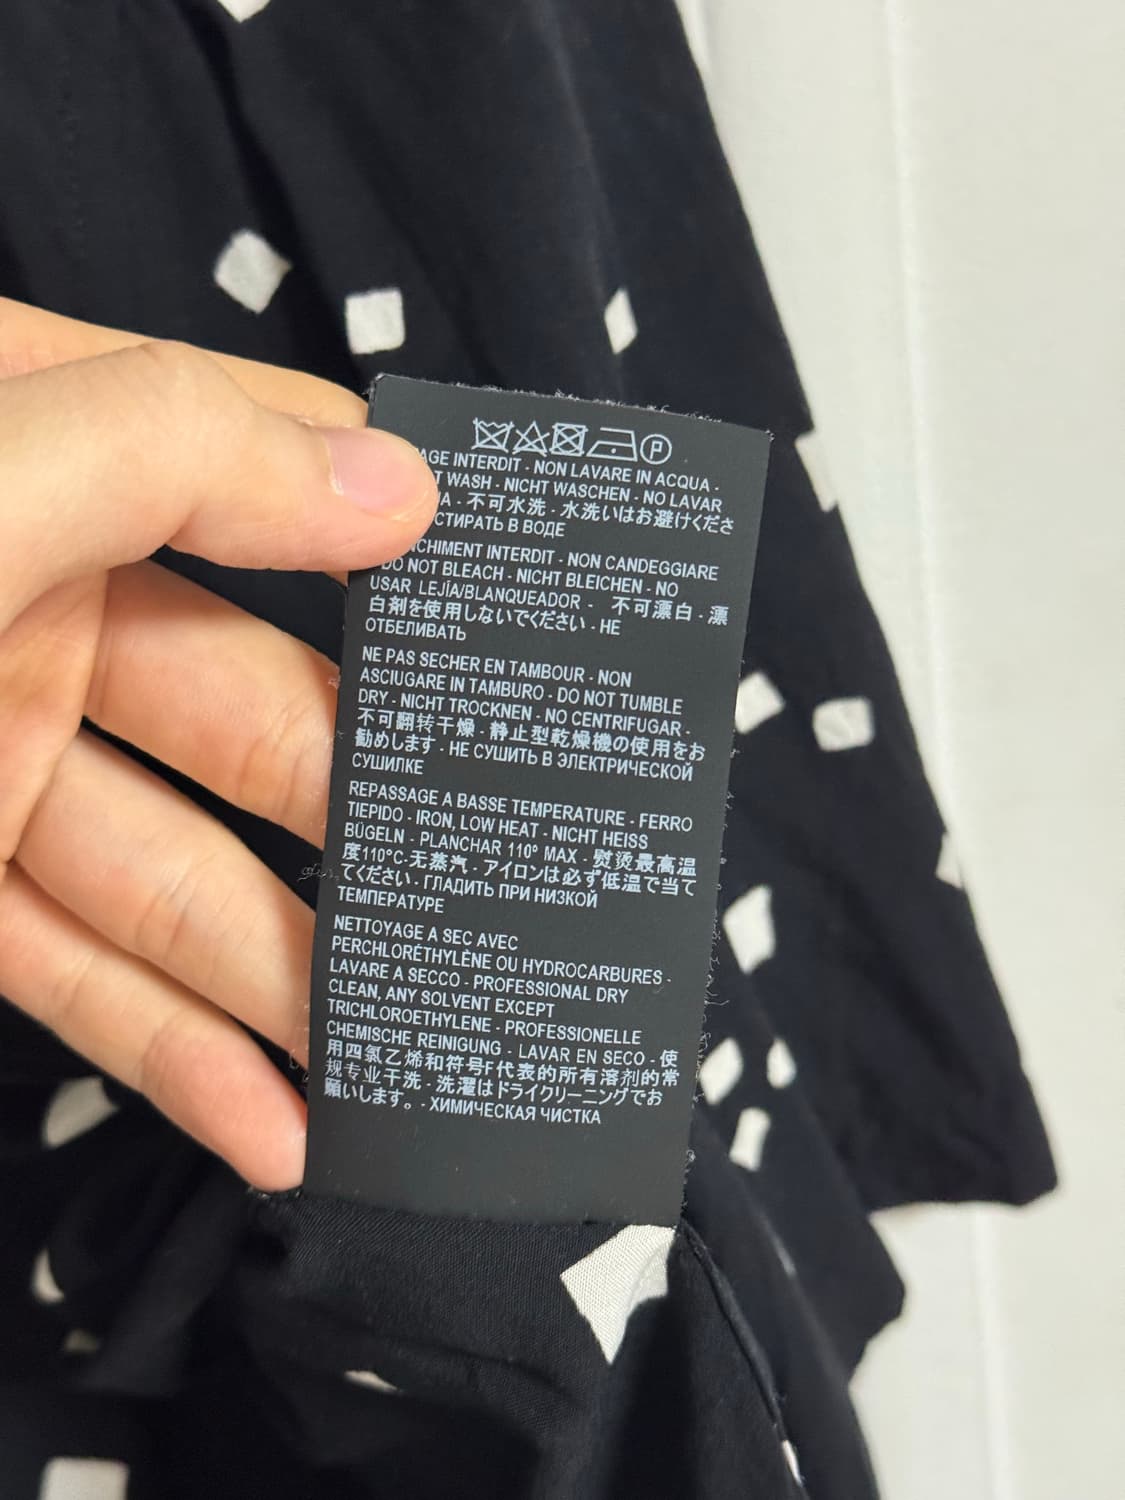 P
INTERDIT - NON LAVARE IN ACQUA -
WASH - NICHT WASCHEN - NO LAVAR
- 不可水洗 - 水洗いはお避けくださ
СТИРАТЬ В ВОДЕ
INTERDIT - NON CANDEGGIARE
DO NOT BLEACH - NICHT BLEICHEN - NO
USAR LEJÍA/BLANQUEADOR - 不可漂白 - 漂
白剤を使用しないでください - НЕ
ОТБЕЛИВАТЬ
NE PAS SECHER EN TAMBOUR - NON
ASCIUGARE IN TAMBURO - DO NOT TUMBLE
DRY - NICHT TROCKNEN - NO CENTRIFUGAR -
不可翻转干燥 - 静止型乾燥機の使用をお
勧めします - НЕ СУШИТЬ В ЭЛЕКТРИЧЕСКОЙ
СУШИЛКЕ
REPASSAGE A BASSE TEMPERATURE - FERRO
TIEPIDO - IRON, LOW HEAT - NICHT HEISS
BÜGELN - PLANCHAR 110º MAX - 熨烫最高温
度110°C-无蒸汽 - アイロンは必ず低温で当て
てください - ГЛАДИТЬ ПРИ НИЗКОЙ
ТЕМПЕРАТУРЕ
NETTOYAGE A SEC AVEC
PERCHLORÉTHYLÈNE OU HYDROCARBURES -
LAVARE A SECCO - PROFESSIONAL DRY
CLEAN, ANY SOLVENT EXCEPT
TRICHLOROETHYLENE - PROFESSIONELLE
CHEMISCHE REINIGUNG - LAVAR EN SECO - 使
用四氯乙烯和符号F代表的所有溶剂的常
规专业干洗 - 洗濯はドライクリーニングでお
願いします。- ХИМИЧЕСКАЯ ЧИСТКА